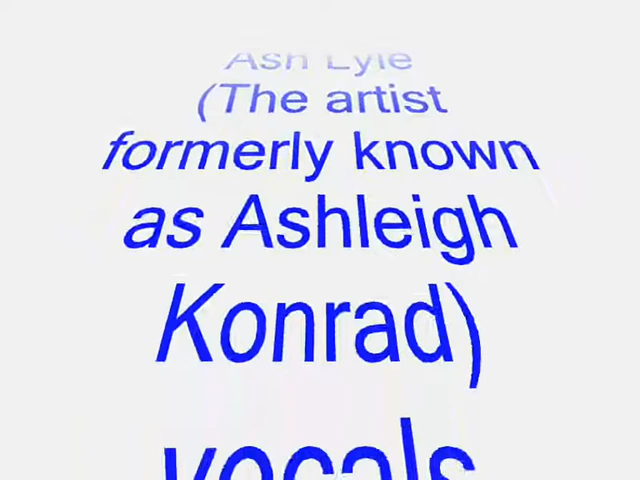 Ash Lyle
(The artist
formerly known
as Ashleigh
Konrad)
vocals